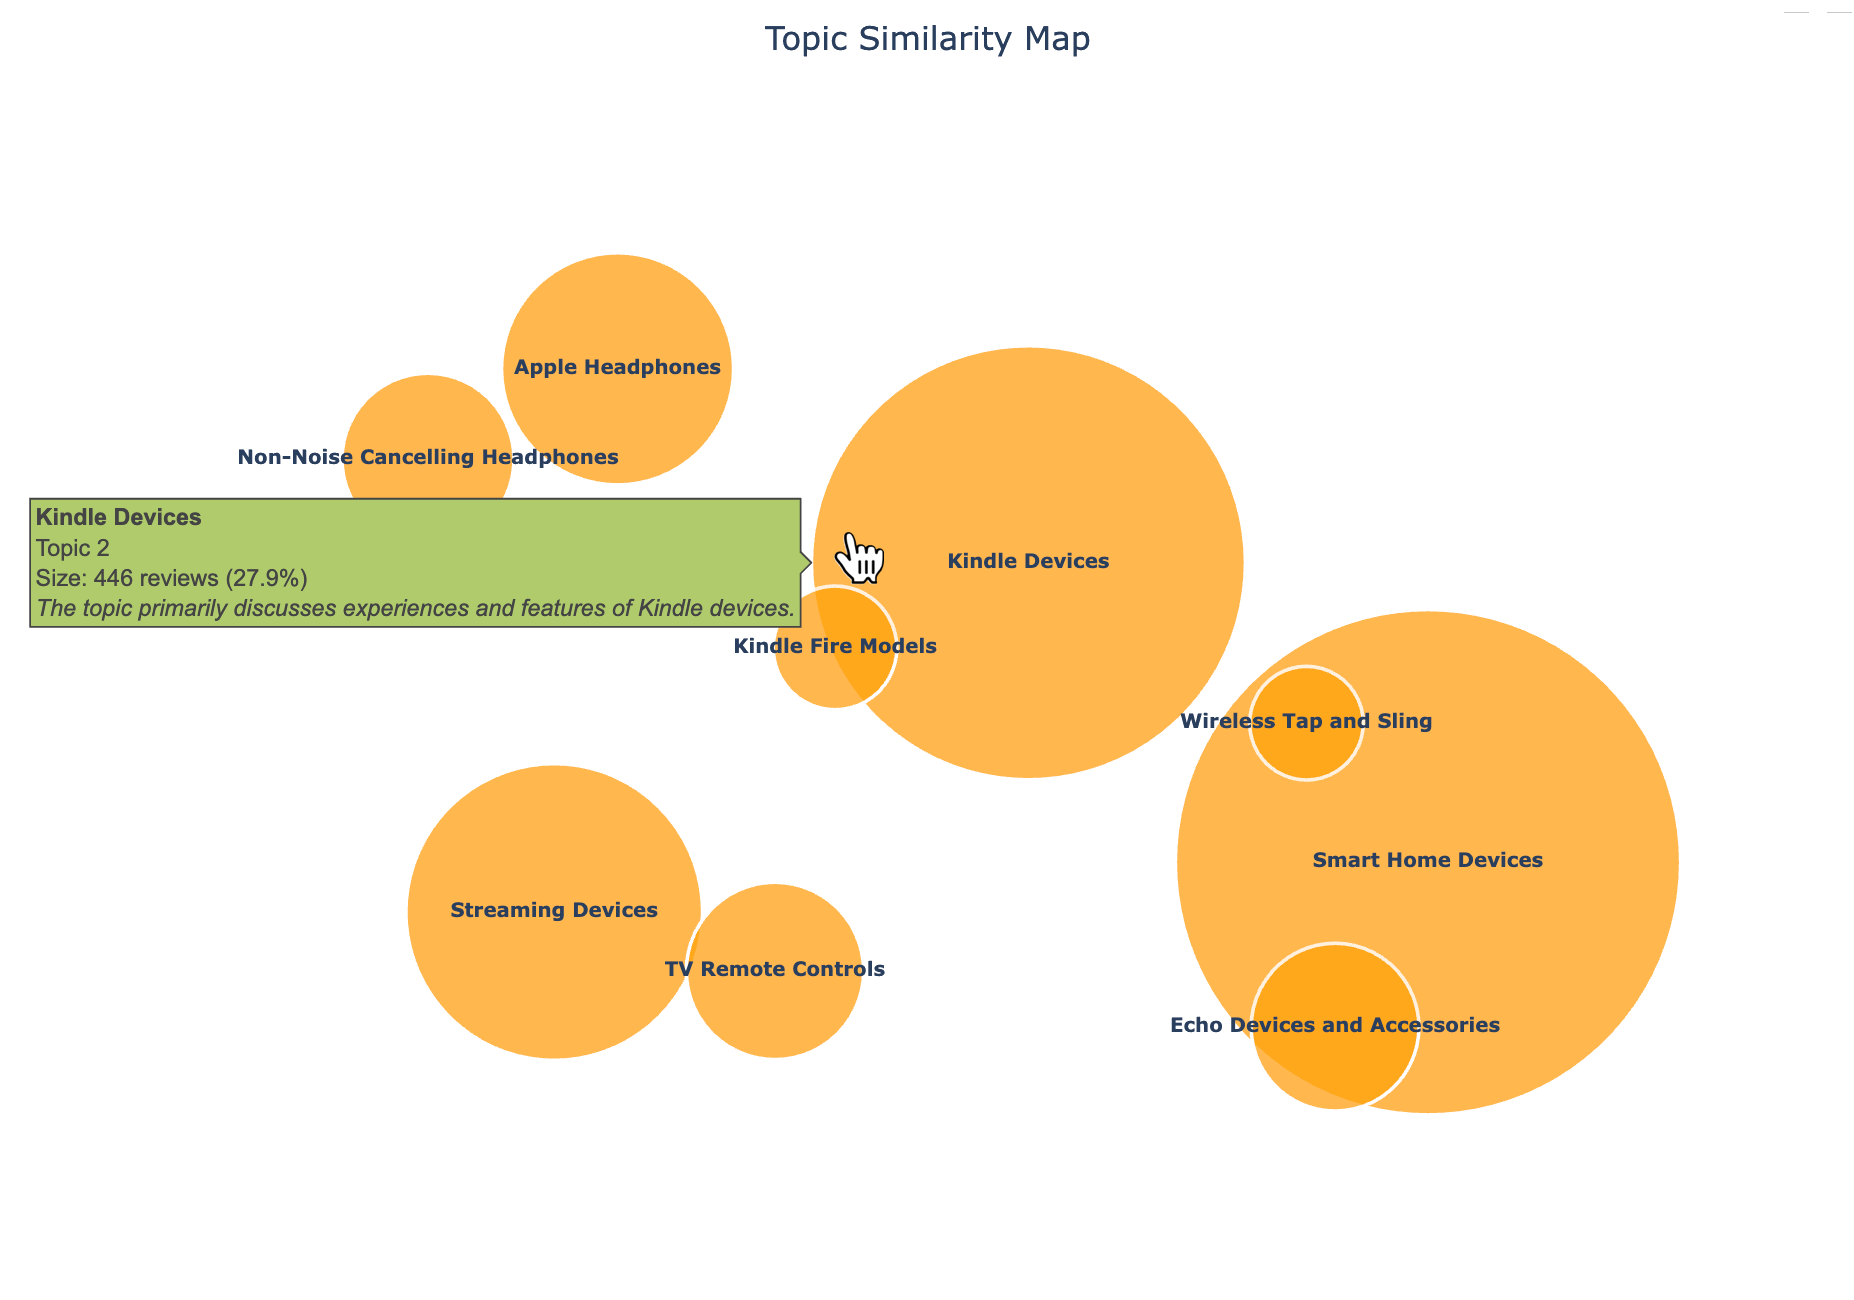 Topic Similarity Map
Apple Headphones
Non-Noise Cancelling Headphones
Kindle Devices
Topic 2
Size: 446 reviews (27.9%)
The topic primarily discusses experiences and features of Kindle devices.
Kindle Devices
Kindle Fire Models
Wireless Tap and Sling
Smart Home Devices
Streaming Devices
TV Remote Controls
Echo Devices and Accessories